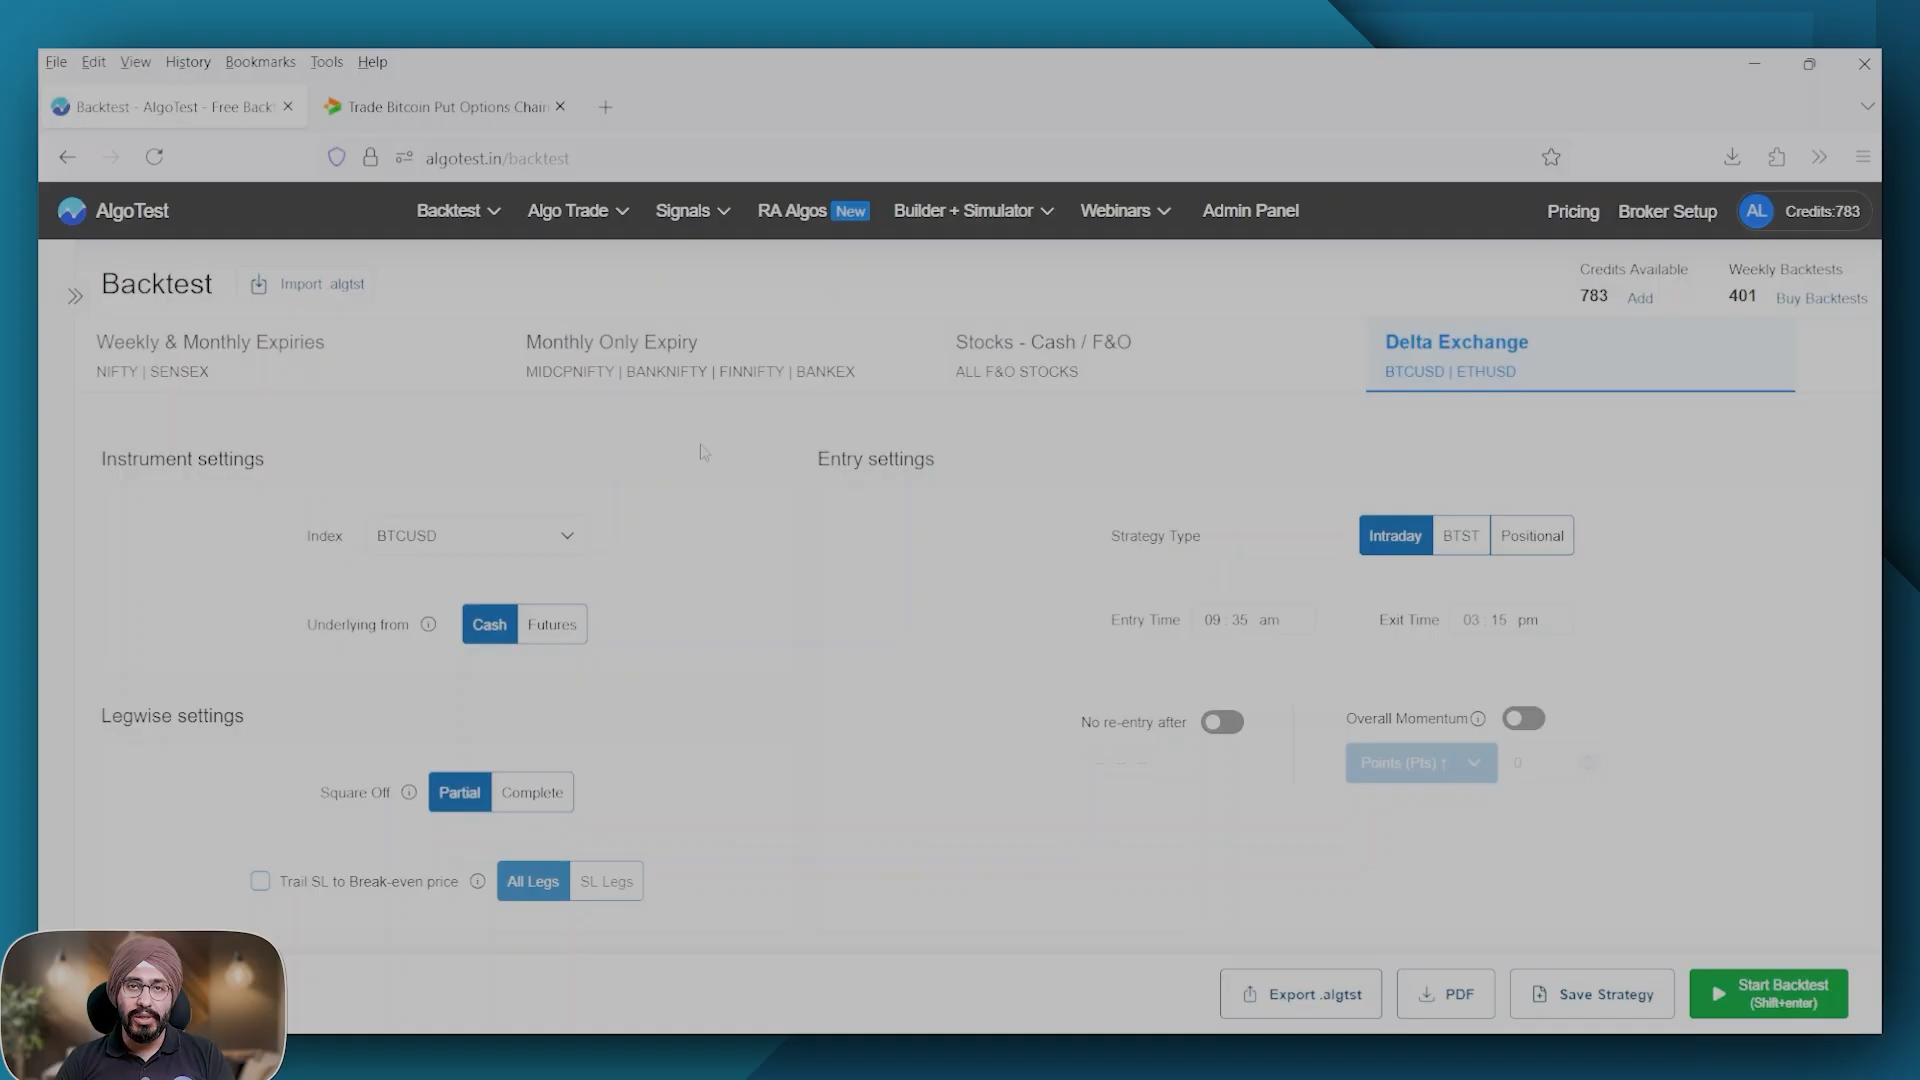 File Edit View History Bookmarks Tools Help
Backtest - AlgoTest - Free Back
Trade Bitcoin Put Options Chain
algotest.in/backtest
AlgoTest
Backtest
Algo Trade
Signals
RA Algos New
Builder + Simulator
Webinars
Admin Panel
Pricing
Broker Setup
AL
Credits:783
Backtest
Import .algtst
Credits Available
783 Add
Weekly Backtests
401 Buy Backtests
Weekly & Monthly Expiries
NIFTY | SENSEX
Monthly Only Expiry
MIDCPNIFTY | BANKNIFTY | FINNIFTY | BANKEX
Stocks - Cash / F&O
ALL F&O STOCKS
Delta Exchange
BTCUSD | ETHUSD
Instrument settings
Index BTCUSD
Underlying from Cash Futures
Legwise settings
Square Off Partial Complete
Trail SL to Break-even price All Legs SL Legs
Entry settings
Strategy Type Intraday BTST Positional
Entry Time 09 : 35 am
Exit Time 03 : 15 pm
No re-entry after
Overall Momentum
Points (Pts) ↑ 0
Export .algtst
PDF
Save Strategy
Start Backtest
(Shift+enter)